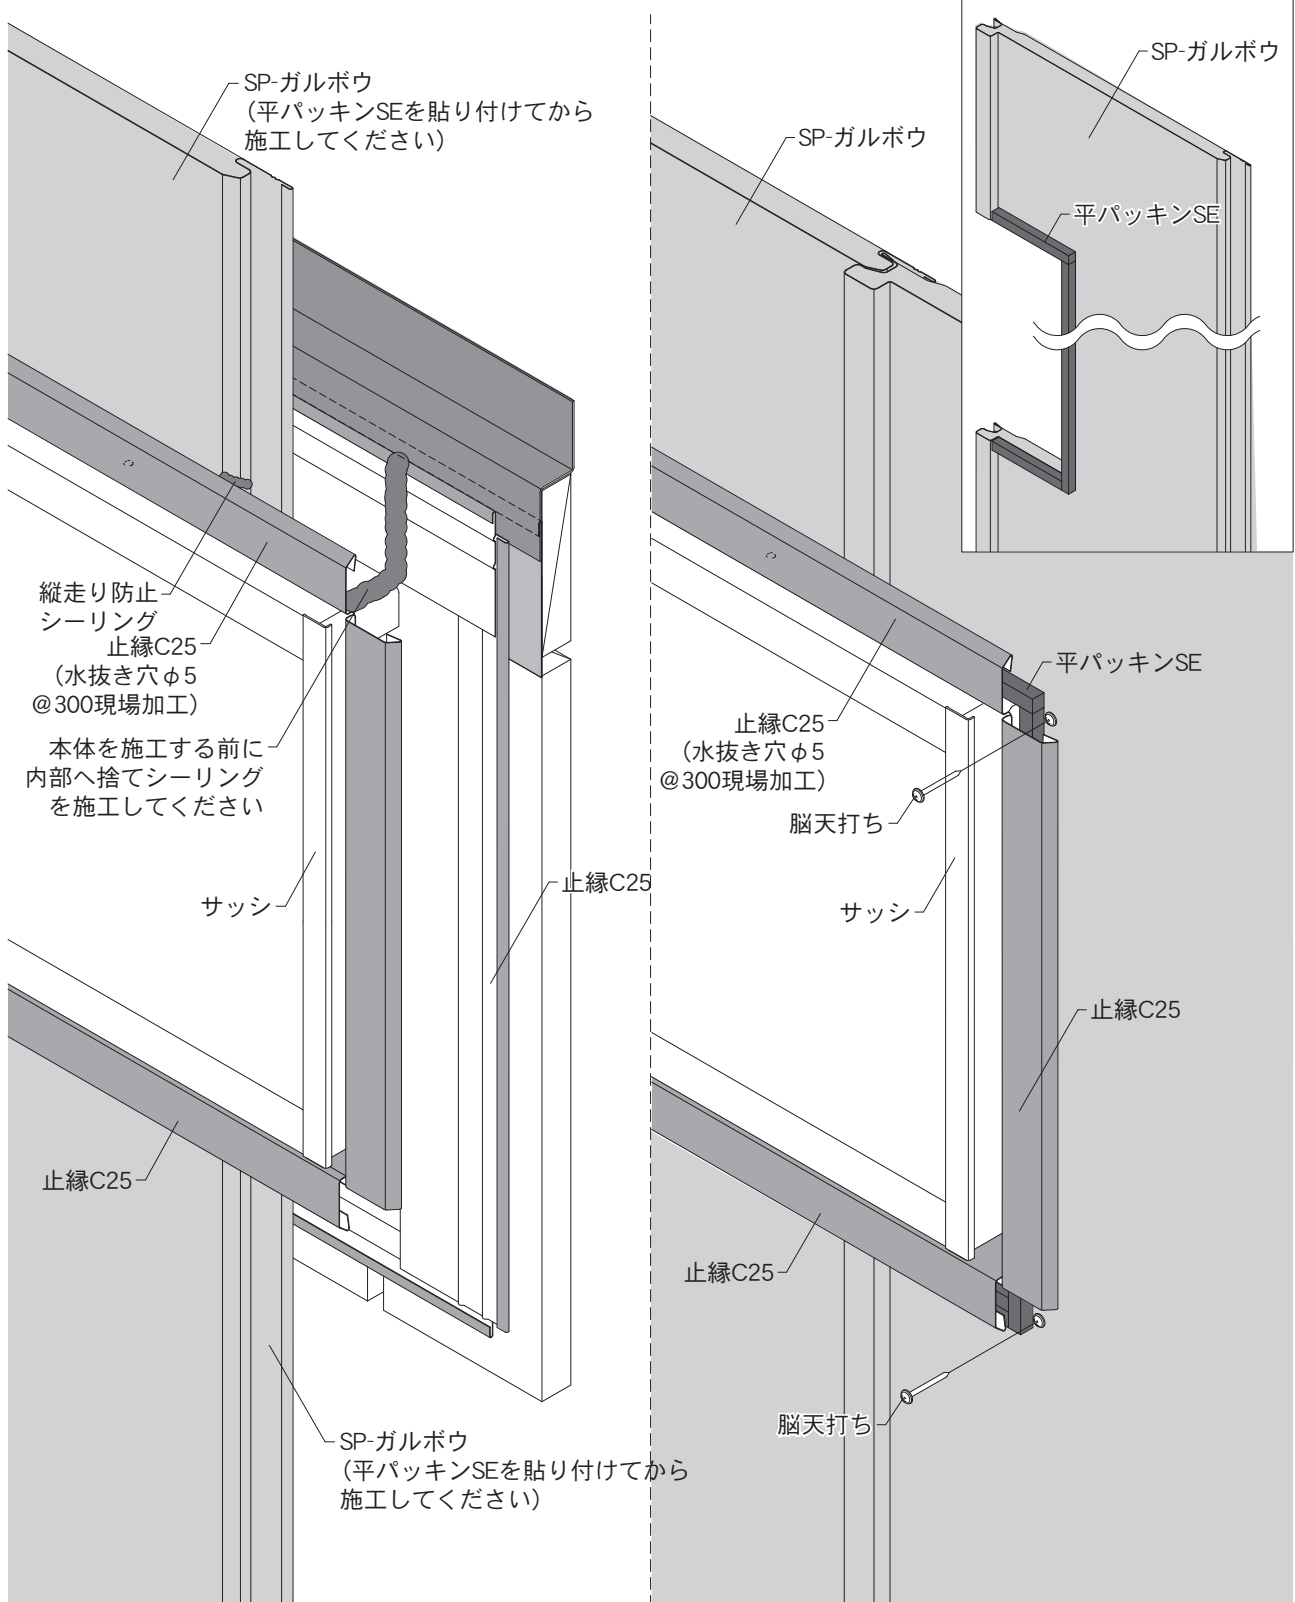 SP-ガルボウ
（平パッキンSEを貼り付けてから
施工してください）
縦走り防止
シーリング
止縁C25
（水抜き穴φ5
@300現場加工）
本体を施工する前に
内部へ捨てシーリング
を施工してください
サッシ
止縁C25
止縁C25
SP-ガルボウ
（平パッキンSEを貼り付けてから
施工してください）
SP-ガルボウ
SP-ガルボウ
平パッキンSE
平パッキンSE
止縁C25
（水抜き穴φ5
@300現場加工）
脳天打ち
サッシ
止縁C25
止縁C25
脳天打ち